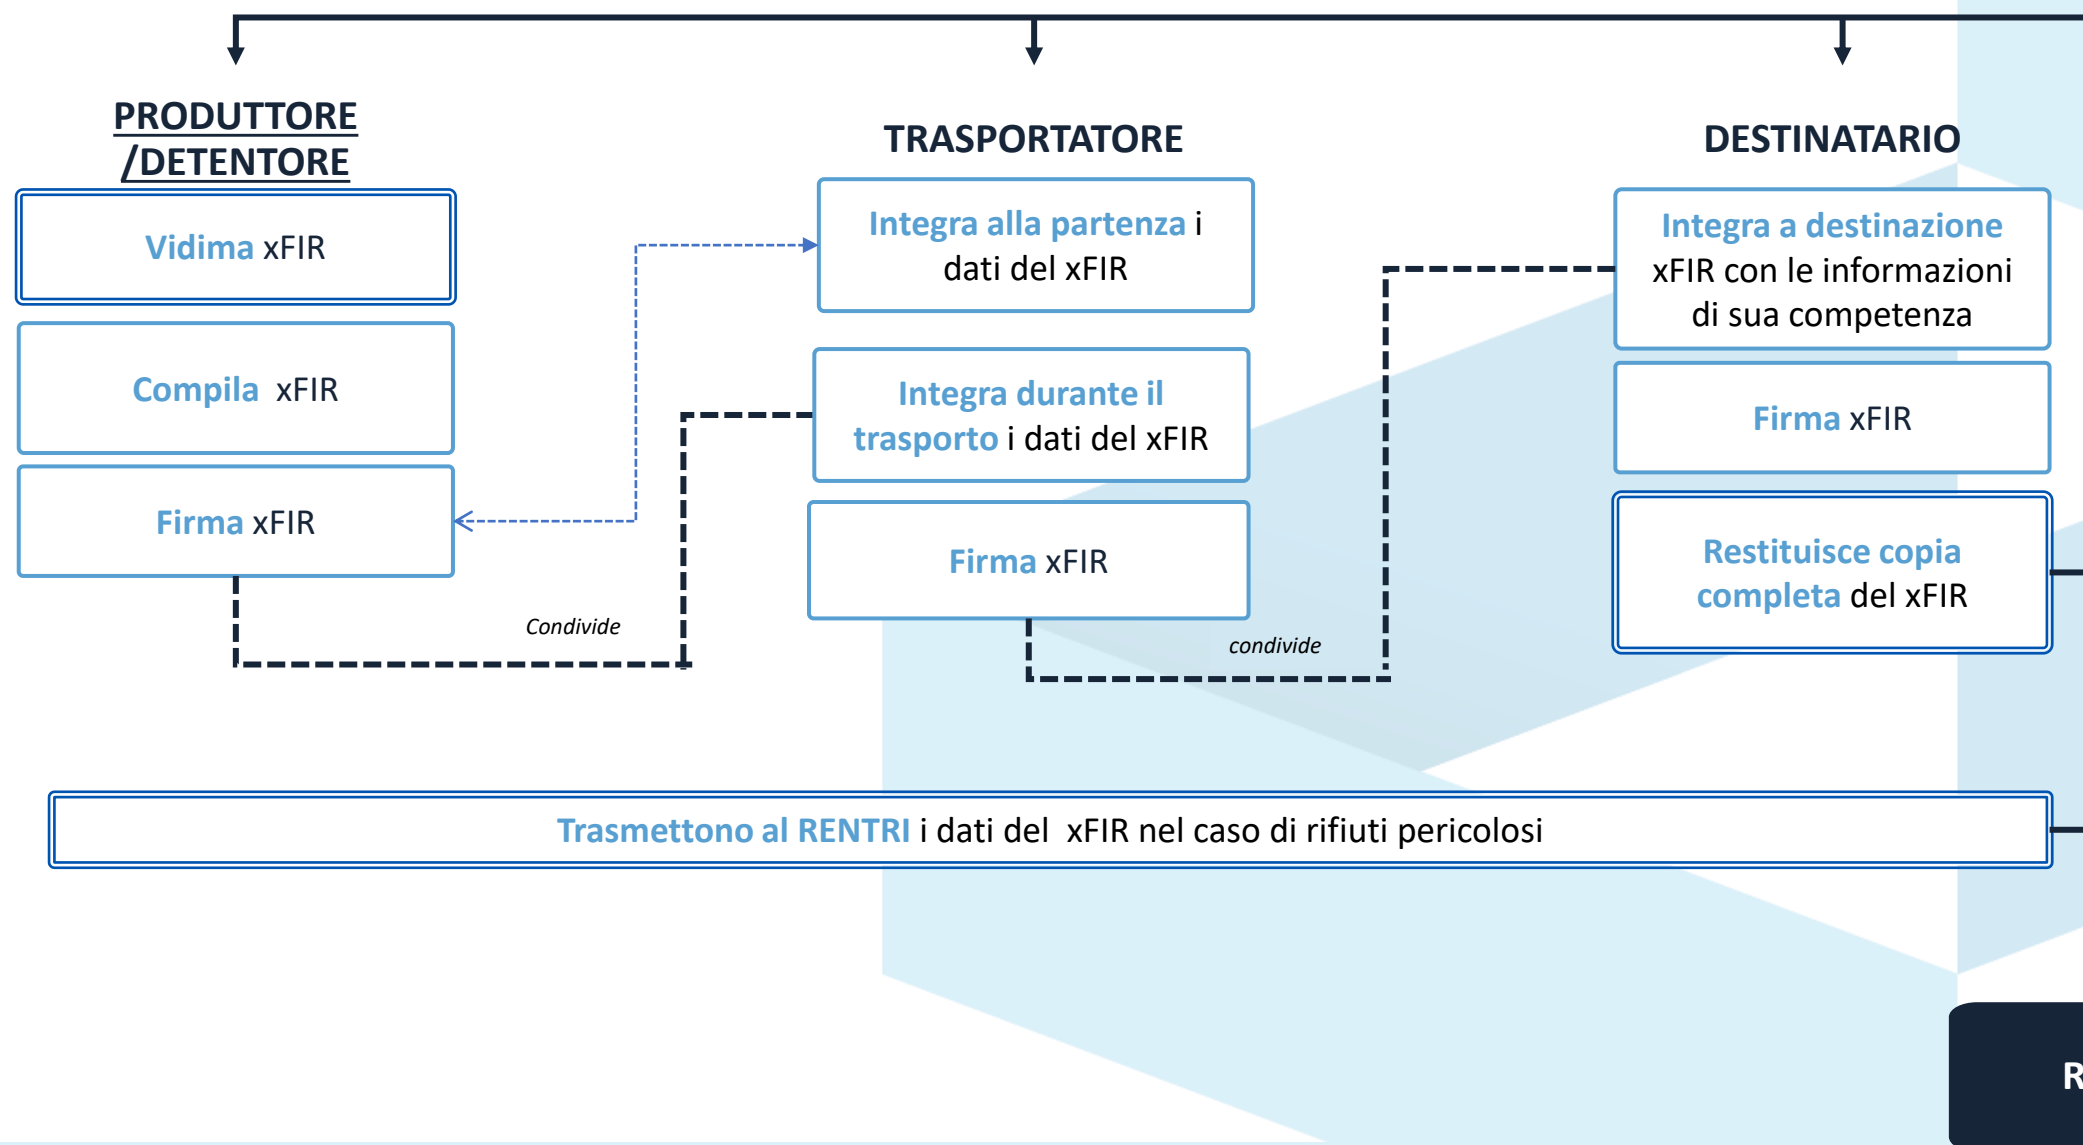 PRODUTTORE
/DETENTORE
Vidima xFIR
Compila xFIR
Firma xFIR
Condivide
TRASPORTATORE
Integra alla partenza i
dati del xFIR
Integra durante il
trasporto i dati del xFIR
Firma xFIR
condivide
DESTINATARIO
Integra a destinazione
xFIR con le informazioni
di sua competenza
Firma xFIR
Restituisce copia
completa del xFIR
Trasmettono al RENTRI i dati del xFIR nel caso di rifiuti pericolosi